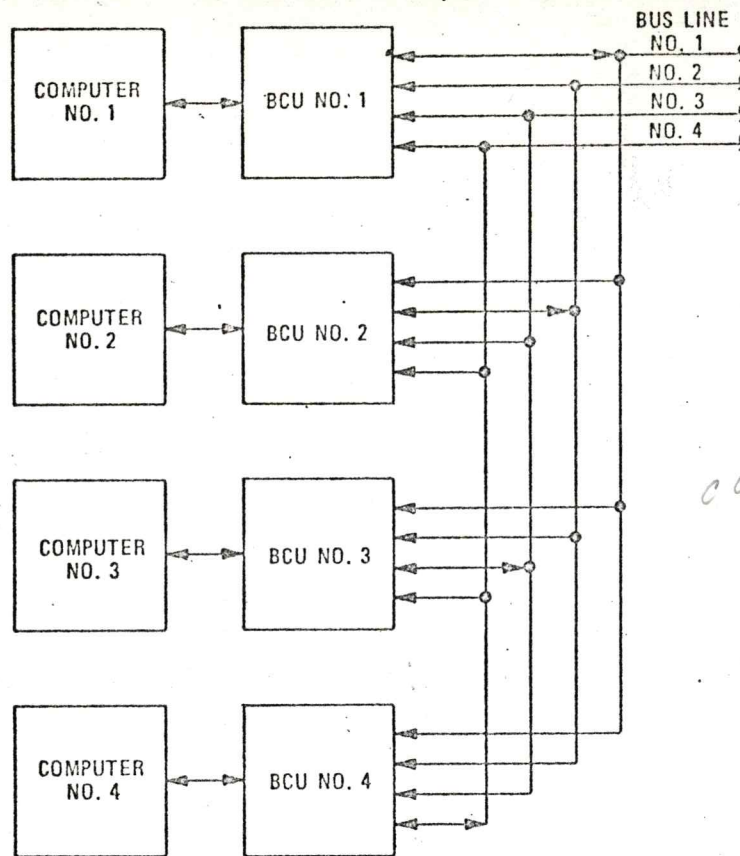 BUS LINE
NO. 1
NO. 2
NO. 3
NO. 4
COMPUTER
NO. 1
BCU NO. 1
COMPUTER
NO. 2
BCU NO. 2
COMPUTER
NO. 3
BCU NO. 3
COMPUTER
NO. 4
BCU NO. 4